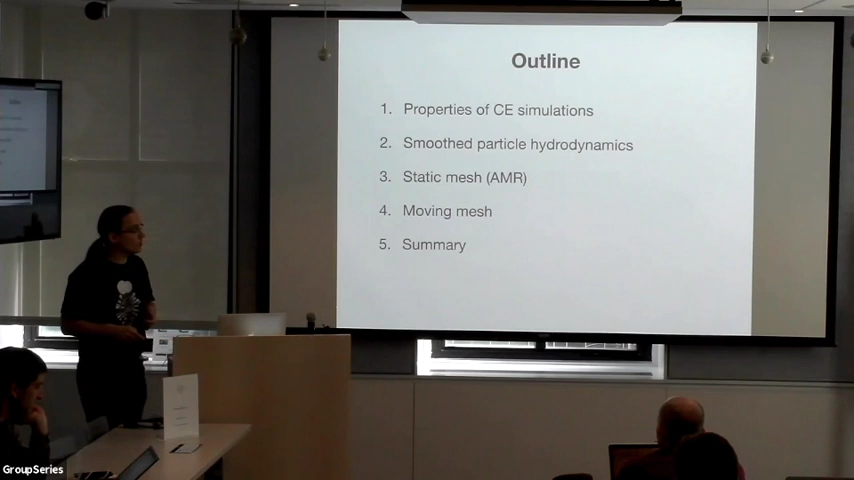 Outline
1. Properties of CE simulations
2. Smoothed particle hydrodynamics
3. Static mesh (AMR)
4. Moving mesh
5. Summary
GroupSeries